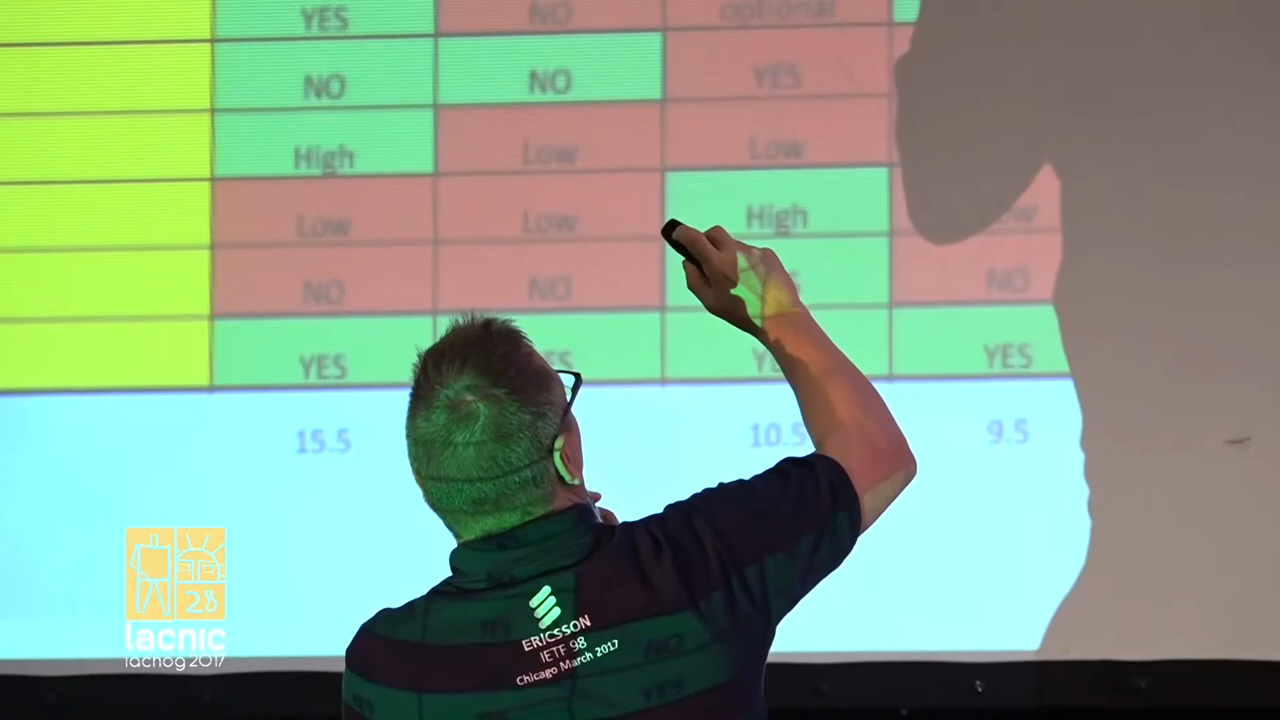 YES NO optional
NO NO YES
High Low Low
Low Low High
NO NO NO
YES YES
15.5 10.5 9.5
ERICSSON
IETF 98
Chicago March 2017
28
lacnic
lacnog 2017